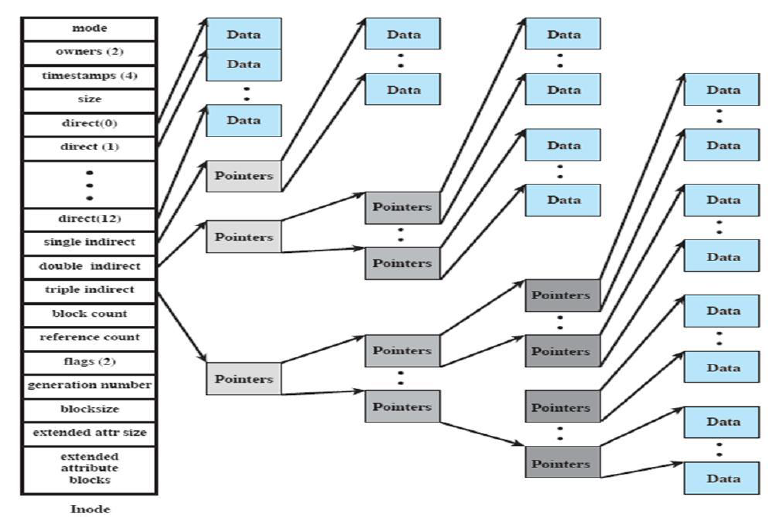 mode
owners (2)
timestamps (4)
size
direct(0)
direct (1)
direct(12)
single indirect
double indirect
triple indirect
block count
reference count
flags (2)
generation number
blocksize
extended attr size
extended
attribute
blocks
Inode
Data
Data
Data
Pointers
Pointers
Pointers
Data
Data
Pointers
Pointers
Pointers
Pointers
Data
Data
Data
Data
Pointers
Pointers
Pointers
Pointers
Data
Data
Data
Data
Data
Data
Data
Data